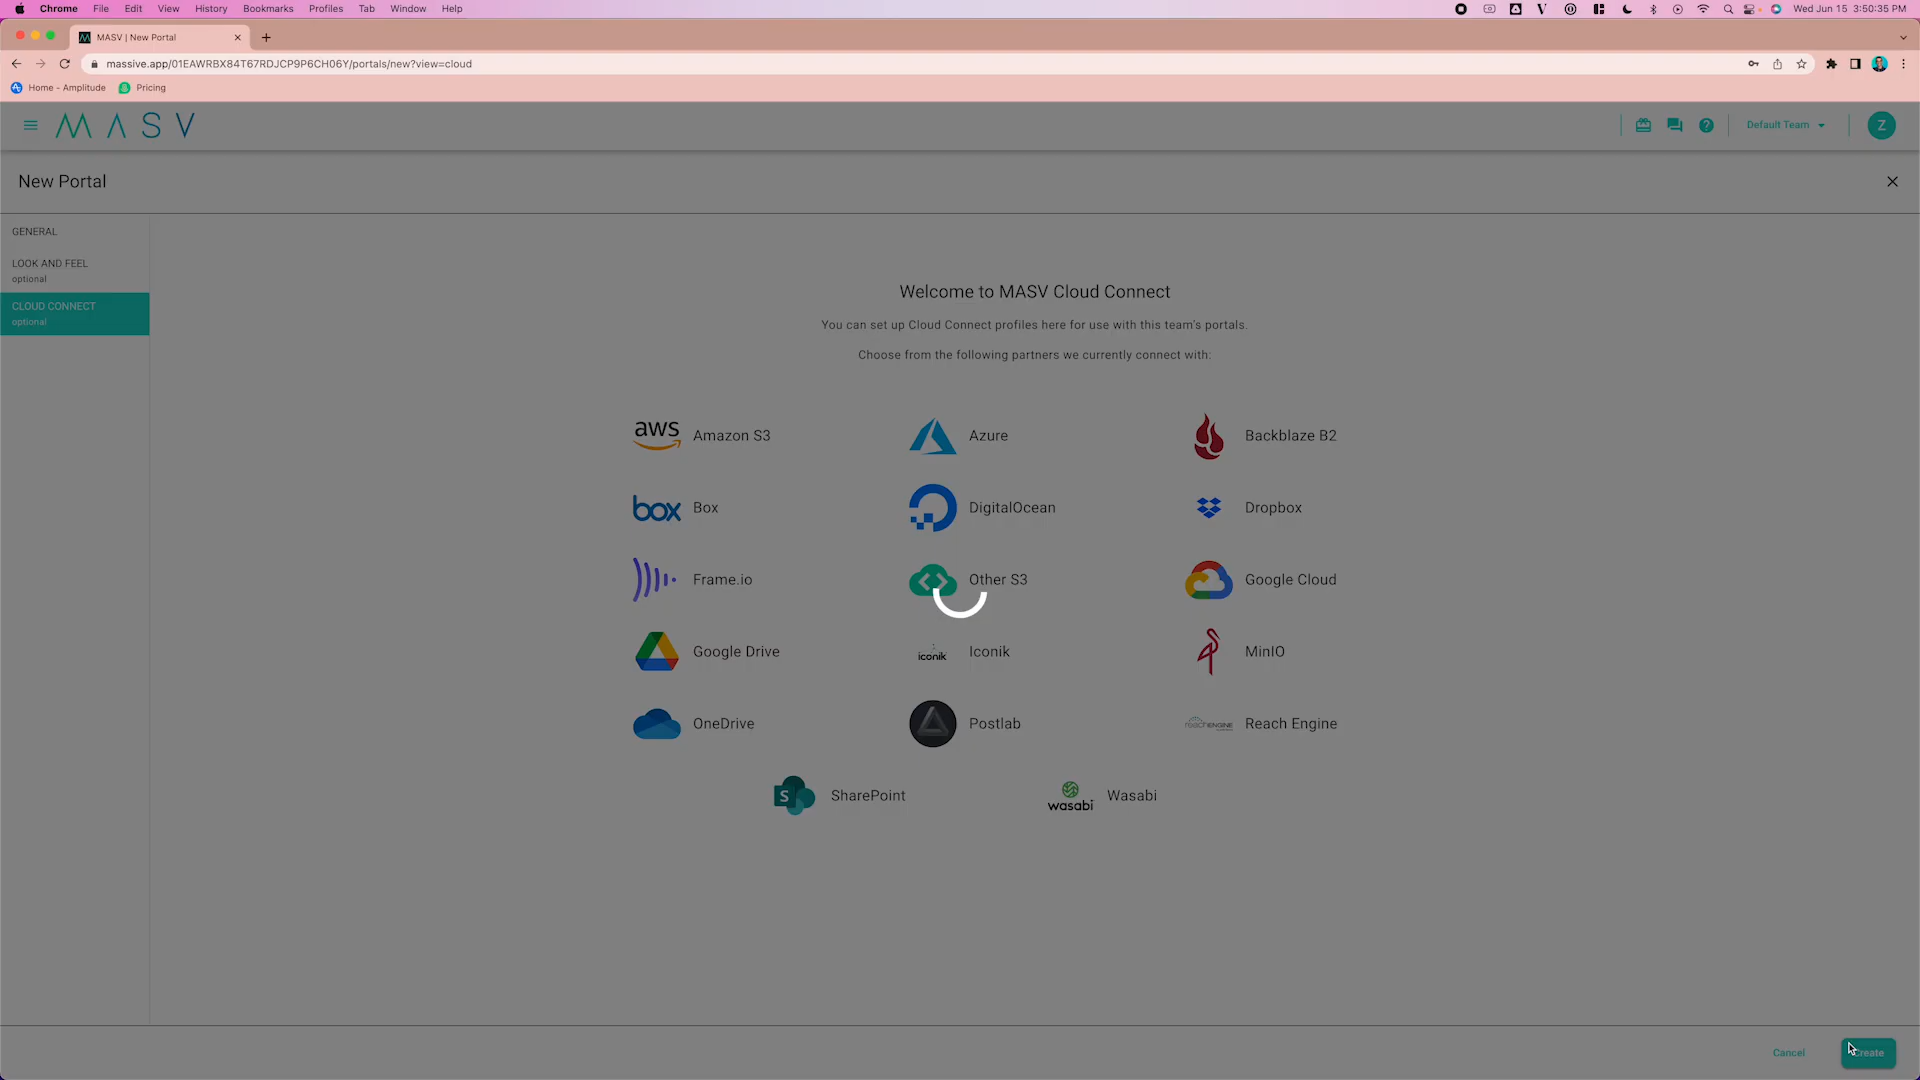 Chrome File Edit View History Bookmarks Profiles Tab Window Help Wed Jun 15 3:50:35 PM
MASV | New Portal
massive.app/01EAWRBX84T67RDJCP9P6CH06Y/portals/new?view=cloud
Home - Amplitude Pricing
MASV Default Team Z
New Portal
GENERAL
LOOK AND FEEL
optional
CLOUD CONNECT
optional
Welcome to MASV Cloud Connect
You can set up Cloud Connect profiles here for use with this team's portals.
Choose from the following partners we currently connect with:
aws Amazon S3 Azure Backblaze B2
box Box DigitalOcean Dropbox
Frame.io Other S3 Google Cloud
Google Drive iconik Iconik MinIO
OneDrive Postlab reachENGINE Reach Engine
S SharePoint wasabi Wasabi
Cancel Create